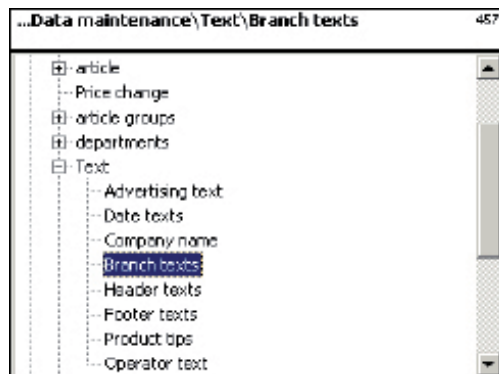 ...Data maintenance\Text\Branch texts 457
article
Price change
article groups
departments
Text
Advertising text
Date texts
Company name
Branch texts
Header texts
Footer texts
Product tips
Operator text